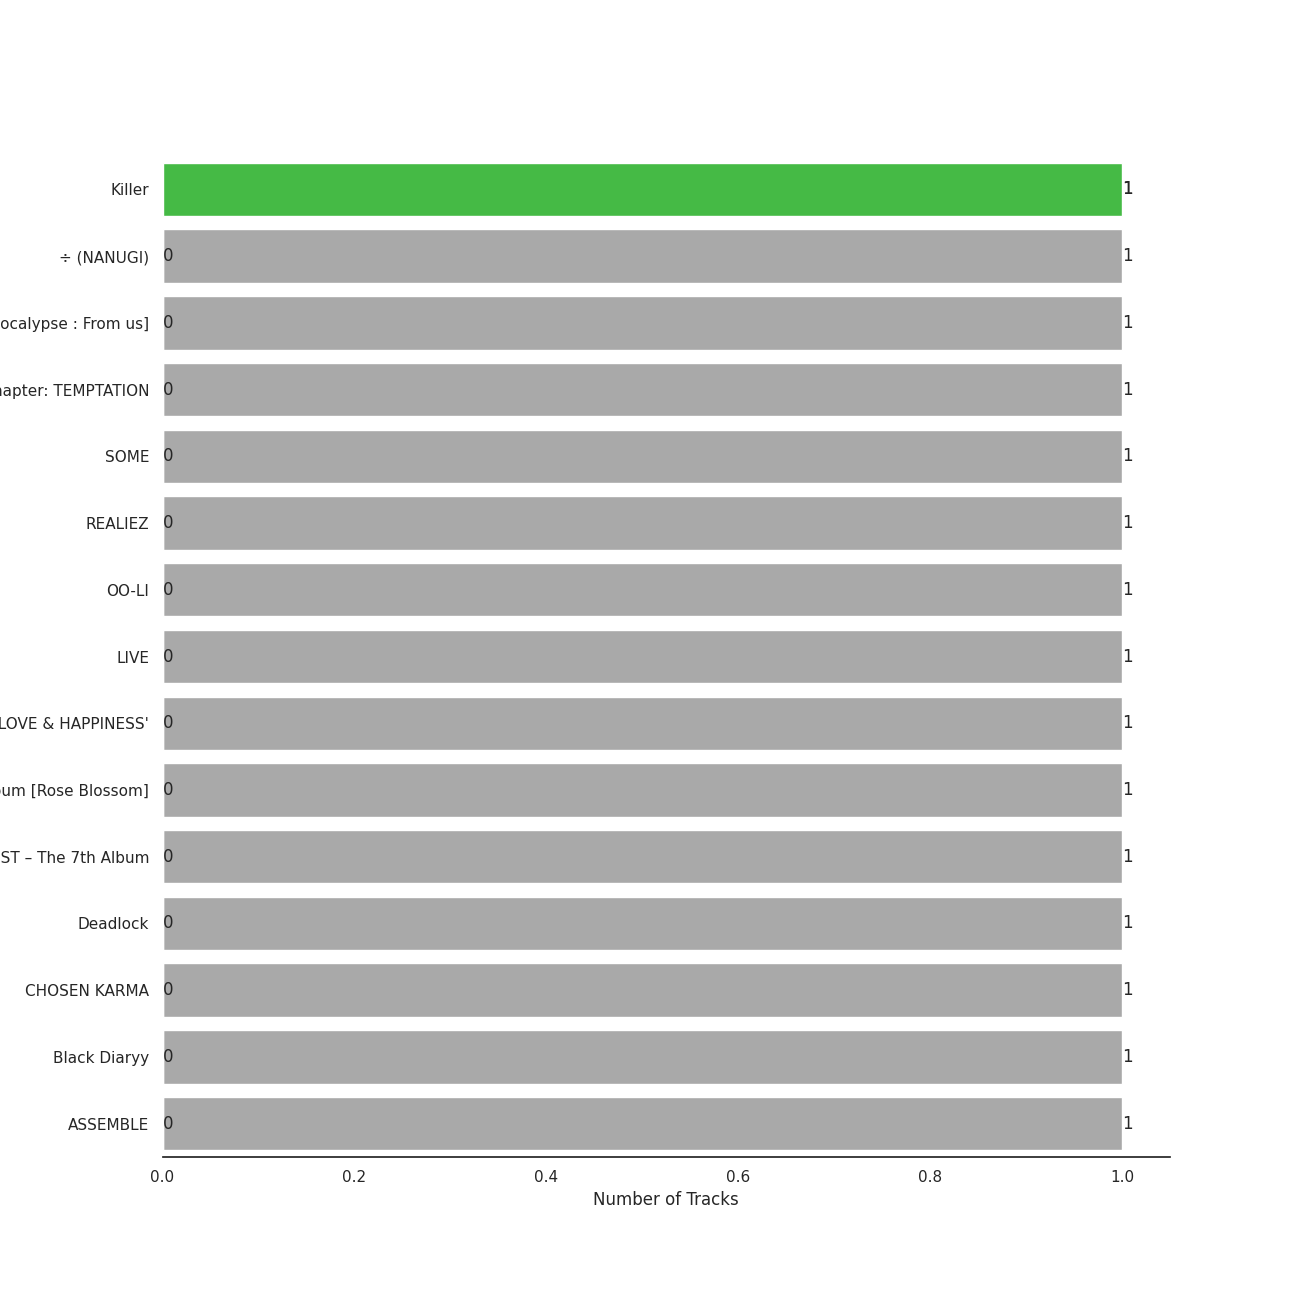 Killer 1
÷ (NANUGI) 0 1
ocalypse : From us] 0 1
hapter: TEMPTATION 0 1
SOME 0 1
REALIEZ 0 1
OO-LI 0 1
LIVE 0 1
LOVE & HAPPINESS' 0 1
um [Rose Blossom] 0 1
ST – The 7th Album 0 1
Deadlock 0 1
CHOSEN KARMA 0 1
Black Diaryy 0 1
ASSEMBLE 0 1
0.0 0.2 0.4 0.6 0.8 1.0
Number of Tracks